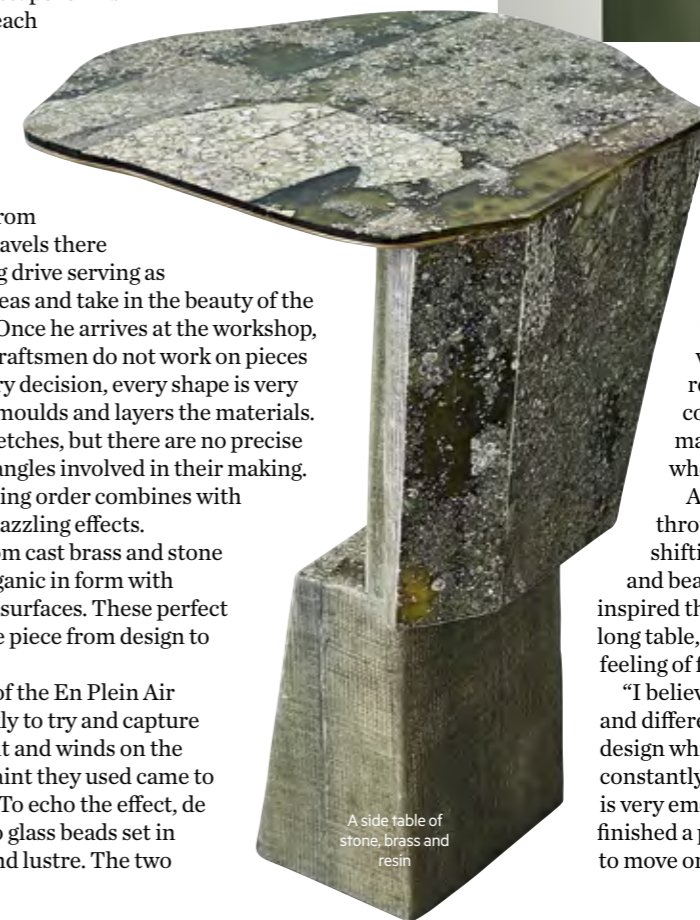 each
rom
avels there
g drive serving as
eas and take in the beauty of the
Once he arrives at the workshop,
raftsmen do not work on pieces
ry decision, every shape is very
moulds and layers the materials.
etches, but there are no precise
angles involved in their making.
ing order combines with
azzling effects.
om cast brass and stone
ganic in form with
surfaces. These perfect
e piece from design to
of the En Plein Air
ly to try and capture
t and winds on the
aint they used came to
To echo the effect, de
o glass beads set in
nd lustre. The two
A side table of
stone, brass and
resin
v
re
co
ma
wh
A
thro
shifti
and bea
inspired th
long table,
feeling of f
“I believ
and differe
design wh
constantly
is very em
finished a p
to move on